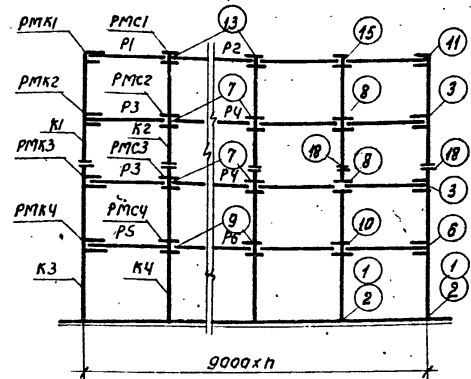 РМК1 РМС1 13 15 11
Р1 Р2
РМК2 РМС2 7 8 3
Р3 Р4
К1 К2
РМК3 РМС3 7 18 8 18
Р3 Р4 3
РМК4 РМС4 9 10 6
Р5 Р6
К3 К4 1 1
2 2
9000хn